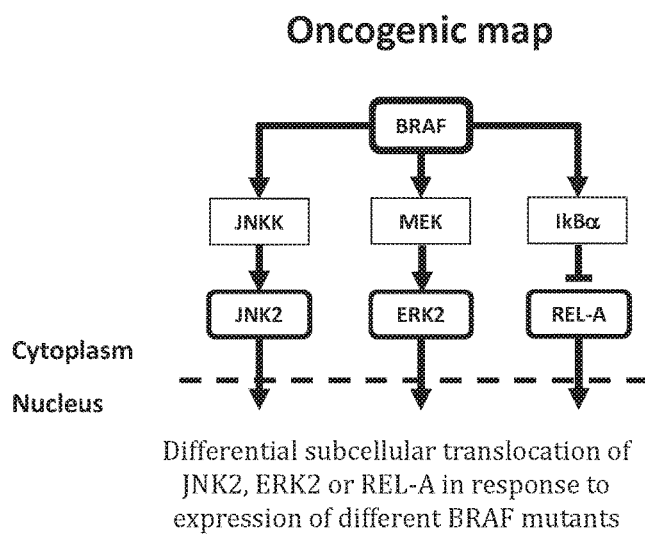 Oncogenic map
BRAF
JNKK MEK IkBα
JNK2 ERK2 REL-A
Cytoplasm
Nucleus
Differential subcellular translocation of
JNK2, ERK2 or REL-A in response to
expression of different BRAF mutants